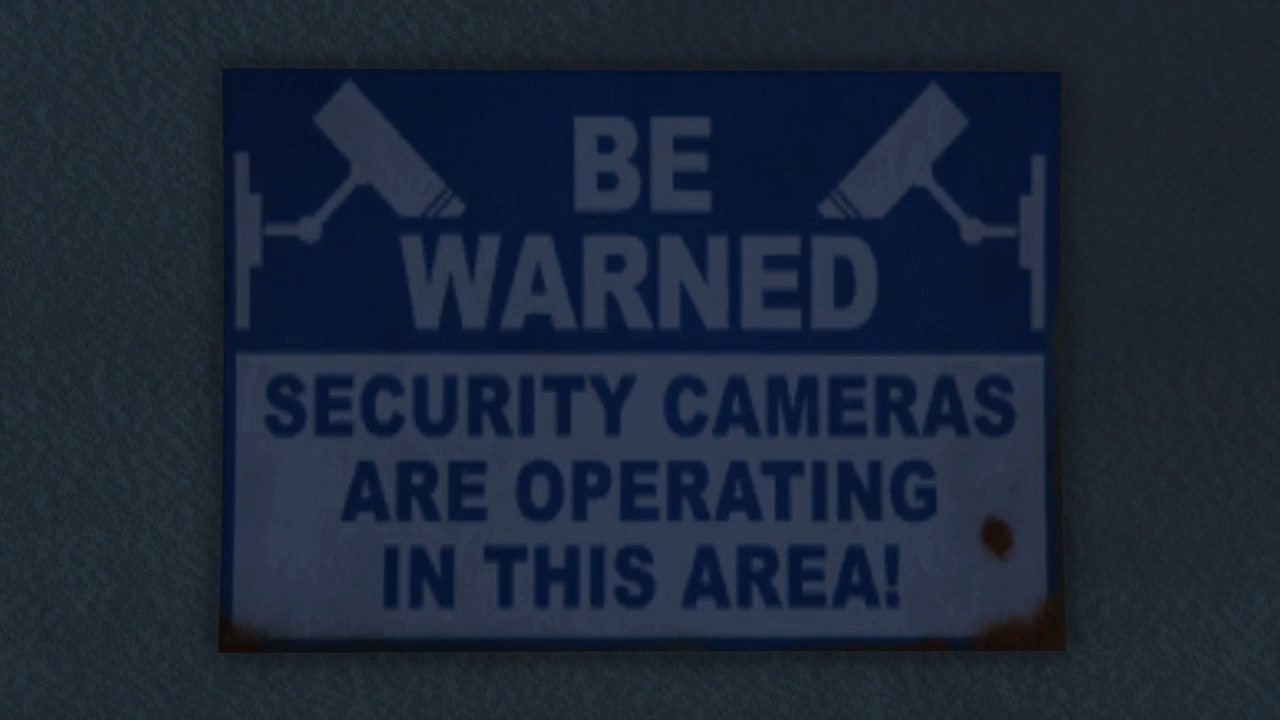 BE
WARNED
SECURITY CAMERAS
ARE OPERATING
IN THIS AREA!